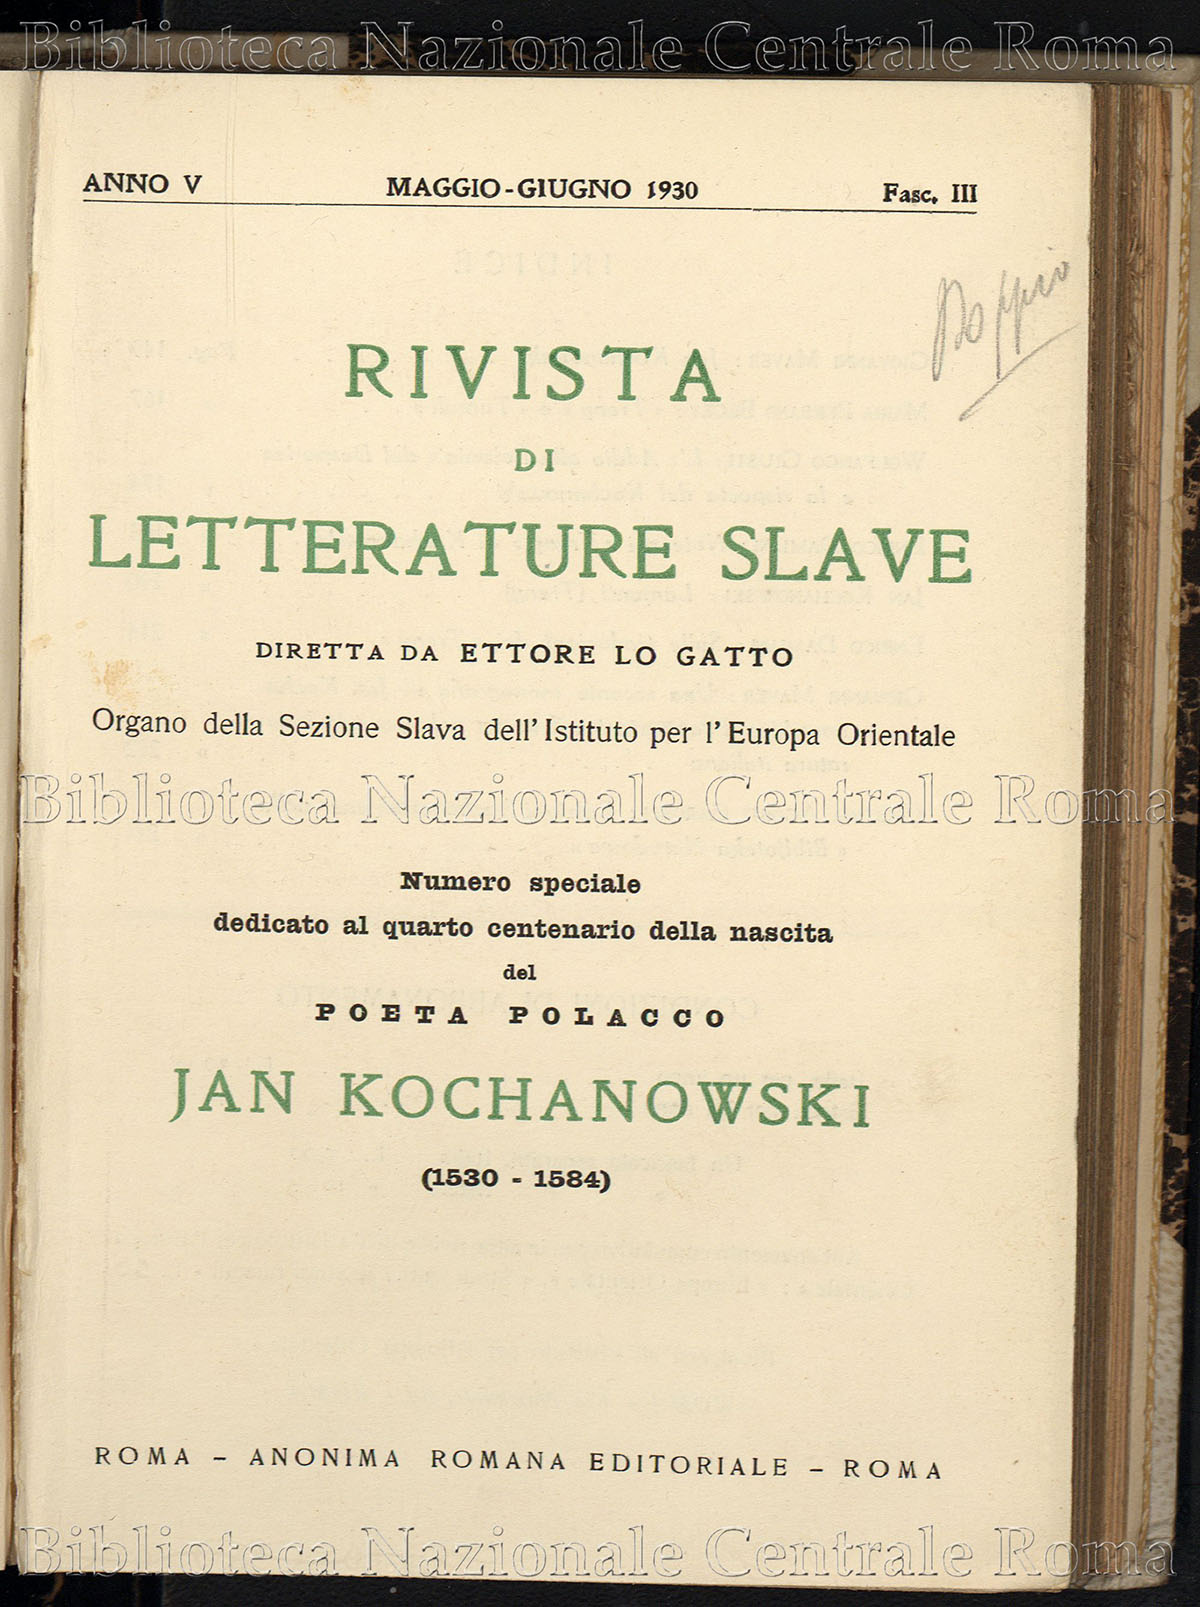 Biblioteca Nazionale Centrale Roma
ANNO V MAGGIO-GIUGNO 1930 Fasc. III
Doppio
RIVISTA
DI
LETTERATURE SLAVE
DIRETTA DA ETTORE LO GATTO
Organo della Sezione Slava dell'Istituto per l'Europa Orientale
Biblioteca Nazionale Centrale Roma
Numero speciale
dedicato al quarto centenario della nascita
del
POETA POLACCO
JAN KOCHANOWSKI
(1530 - 1584)
ROMA – ANONIMA ROMANA EDITORIALE – ROMA
Biblioteca Nazionale Centrale Roma